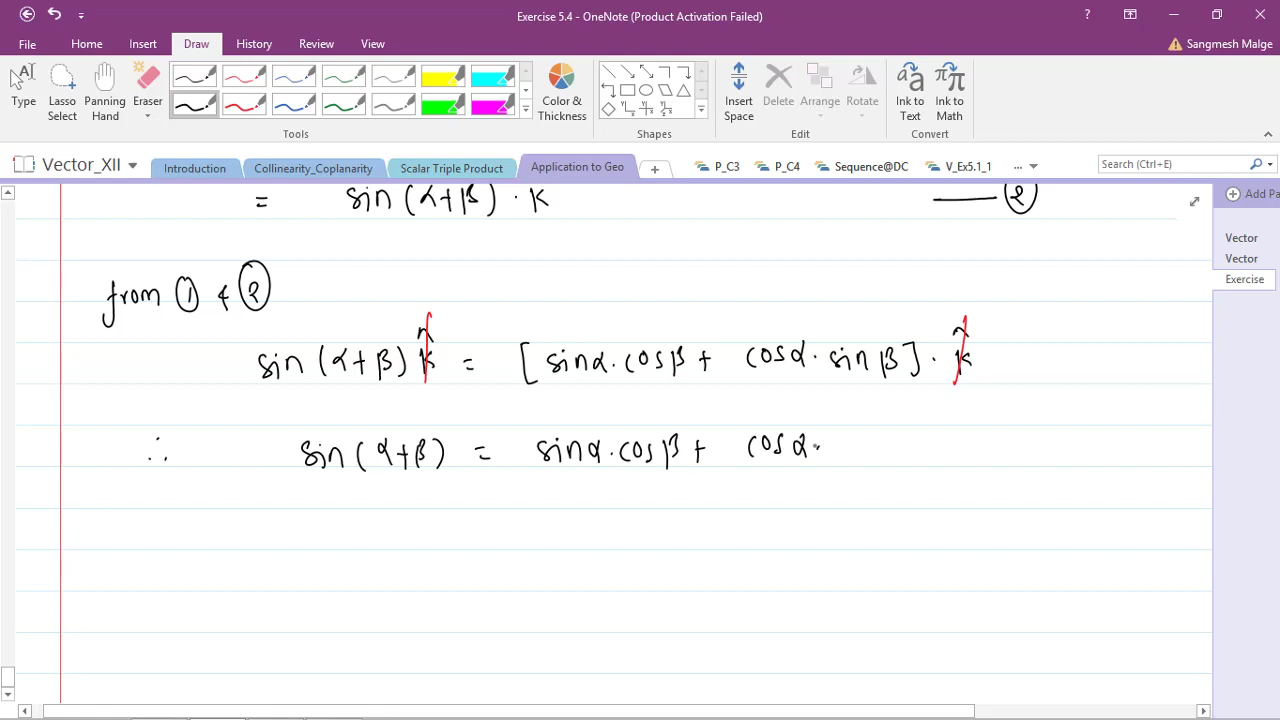 Exercise 5.4 - OneNote (Product Activation Failed)
?
File Home Insert Draw History Review View
Sangmesh Malge
Type
Lasso Select
Panning Hand
Eraser
Color & Thickness
Insert Space
Delete
Arrange
Rotate
Ink to Text
Ink to Math
Tools
Shapes
Edit
Convert
Vector_XII
Introduction
Collinearity_Coplanarity
Scalar Triple Product
Application to Geo
+
P_C3
P_C4
Sequence@DC
V_Ex5.1_1
...
Search (Ctrl+E)
Add Pa
Vector
Vector
Exercise
= sin (α+β) · k ——— ②
from ① & ②
sin (α+β) k̂ = [sinα·cosβ + cosα·sinβ] · k̂
∴ sin(α+β) = sinα·cosβ + cosα·